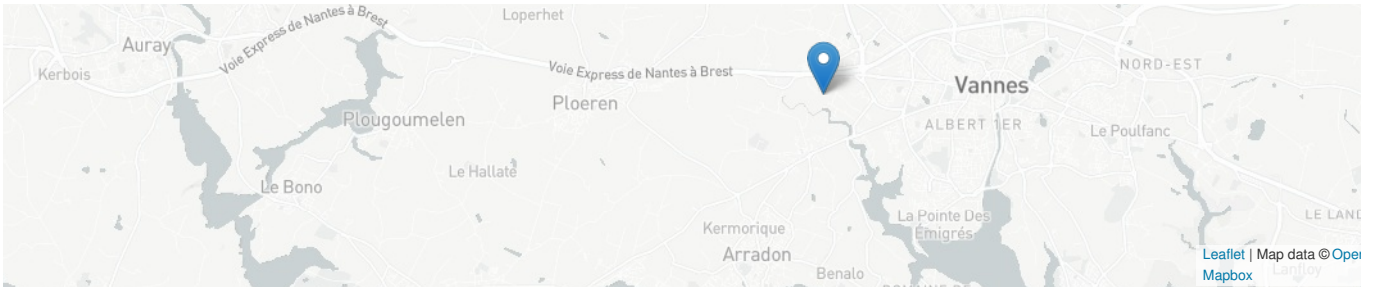 Loperhet
Voie Express de Nantes à Brest
Auray
Kerbois
Voie Express de Nantes à Brest
NORD-EST
Vannes
Ploeren
Plougoumelen
ALBERT 1ER
Le Poulfanc
Le Hallate
Le Bono
La Pointe Des
Émigrés
LE LAND
Kermorique
Arradon
Benalo
Leaflet | Map data © Oper
Mapbox